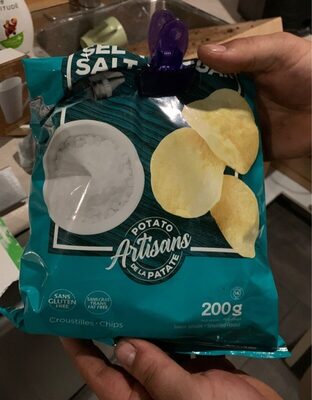 SEL
SALT
POTATO
Artisans
DE LA PATATE
SANS
GLUTEN
FREE
SANS GRAS
TRANS
FAT FREE
200g
Croustilles • Chips